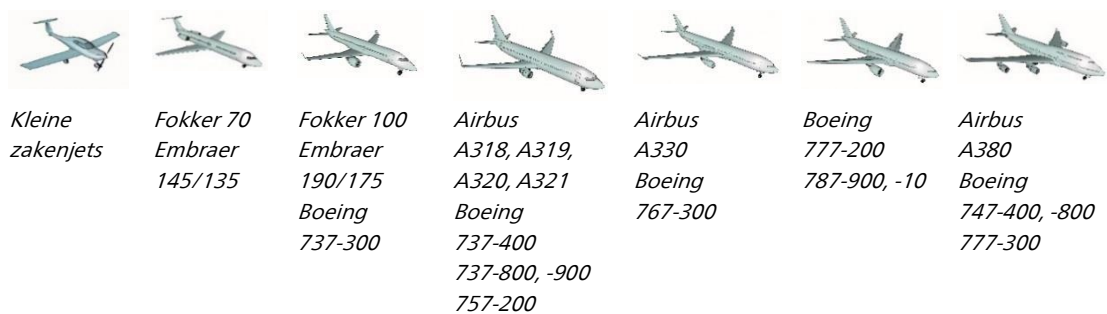 Kleine
zakenjets
Fokker 70
Embraer
145/135
Fokker 100
Embraer
190/175
Boeing
737-300
Airbus
A318, A319,
A320, A321
Boeing
737-400
737-800, -900
757-200
Airbus
A330
Boeing
767-300
Boeing
777-200
787-900, -10
Airbus
A380
Boeing
747-400, -800
777-300